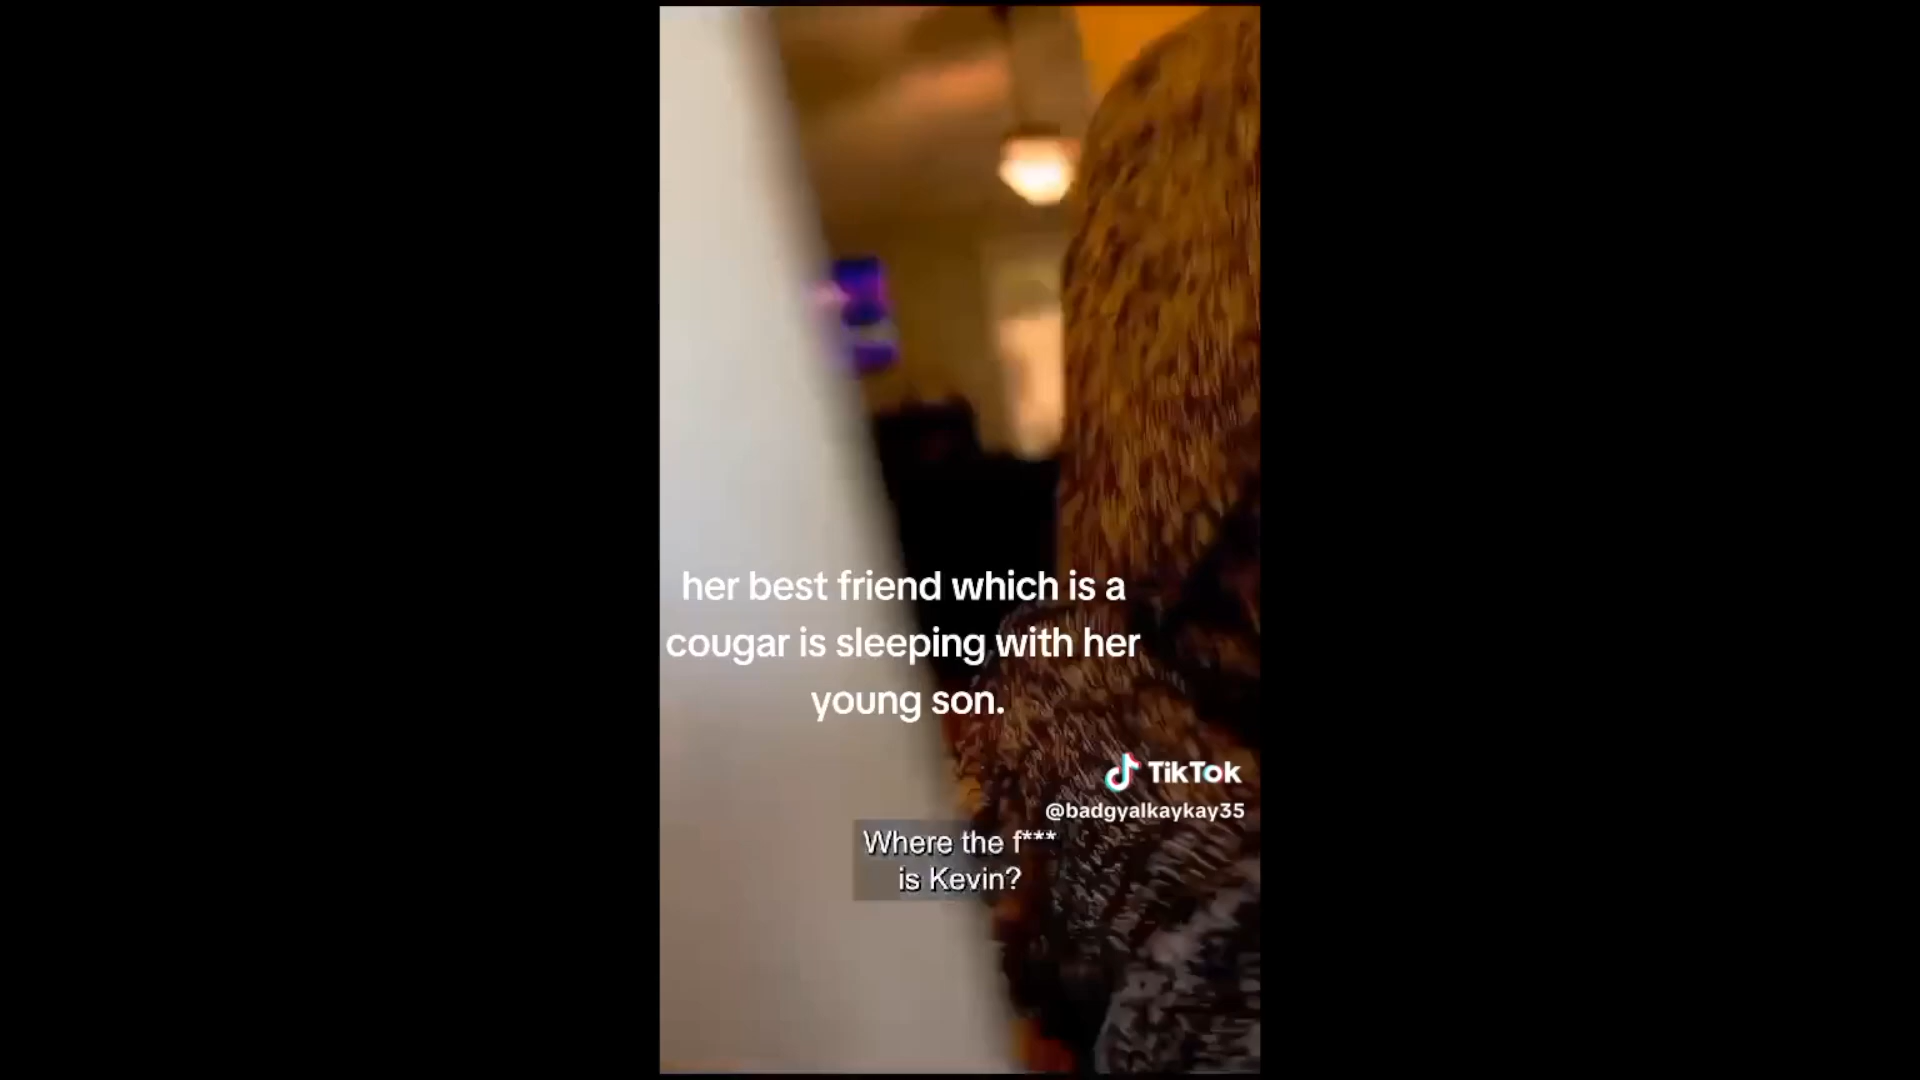 her best friend which is a
cougar is sleeping with her
young son.
TikTok
@badgyalkaykay35
Where the f***
is Kevin?